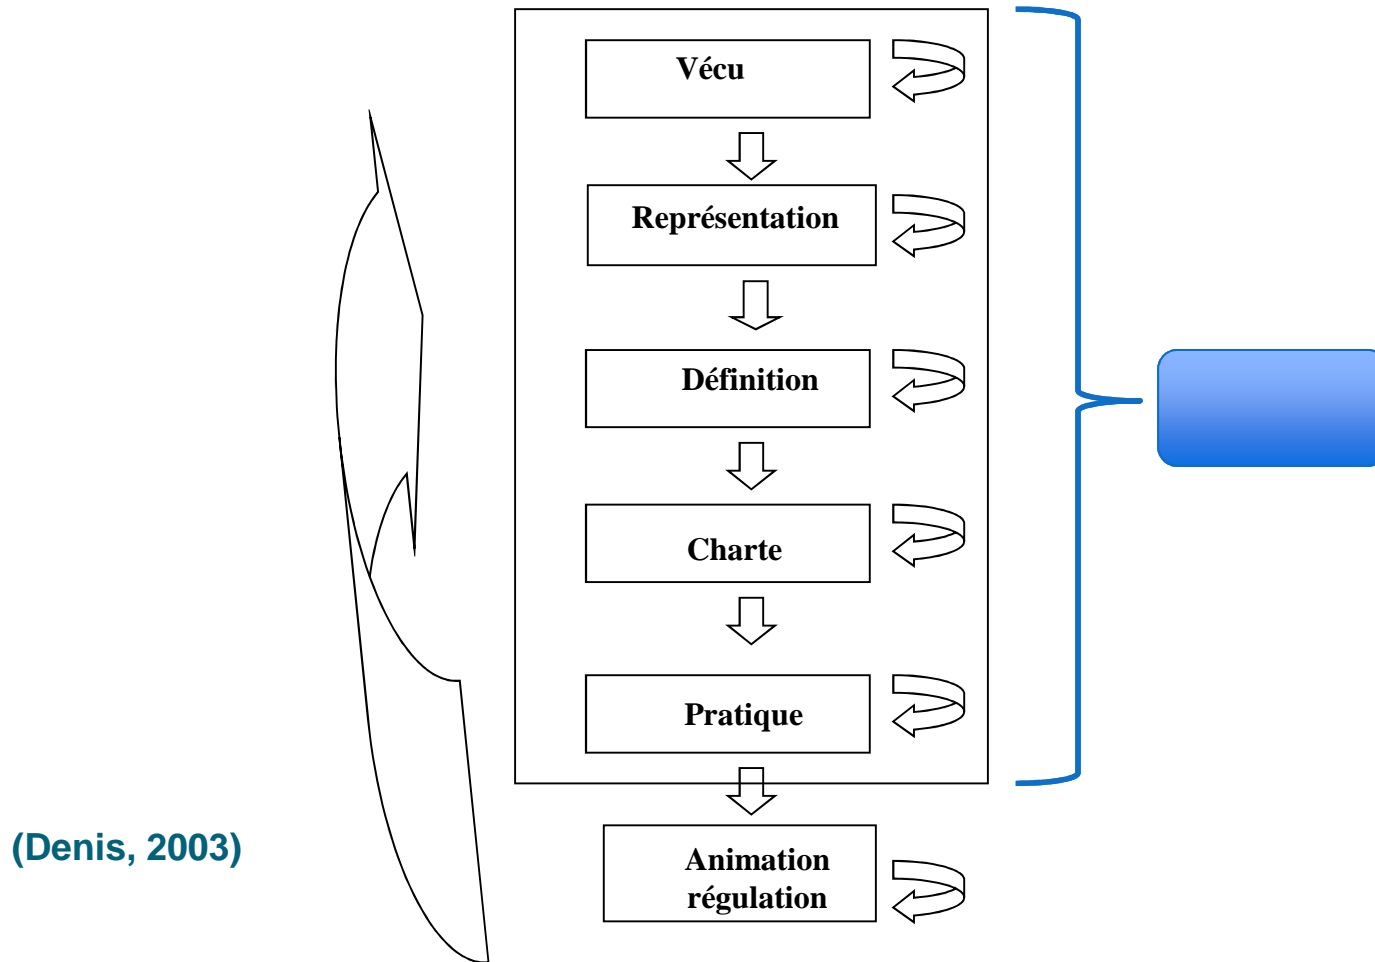 Vécu
Représentation
Définition
Charte
Pratique
(Denis, 2003)
Animation
régulation